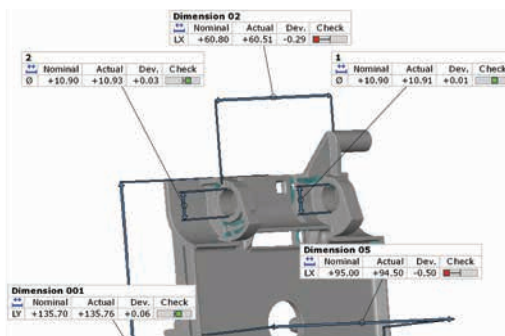 Dimension 02
Nominal Actual Dev. Check
LX +60.80 +60.51 -0.29
2
Nominal Actual Dev. Check
Ø +10.90 +10.93 +0.03
1
Nominal Actual Dev. Check
Ø +10.90 +10.91 +0.01
Dimension 05
Nominal Actual Dev. Check
LX +95.00 +94.50 -0.50
Dimension 001
Nominal Actual Dev. Check
LY +135.70 +135.76 +0.06